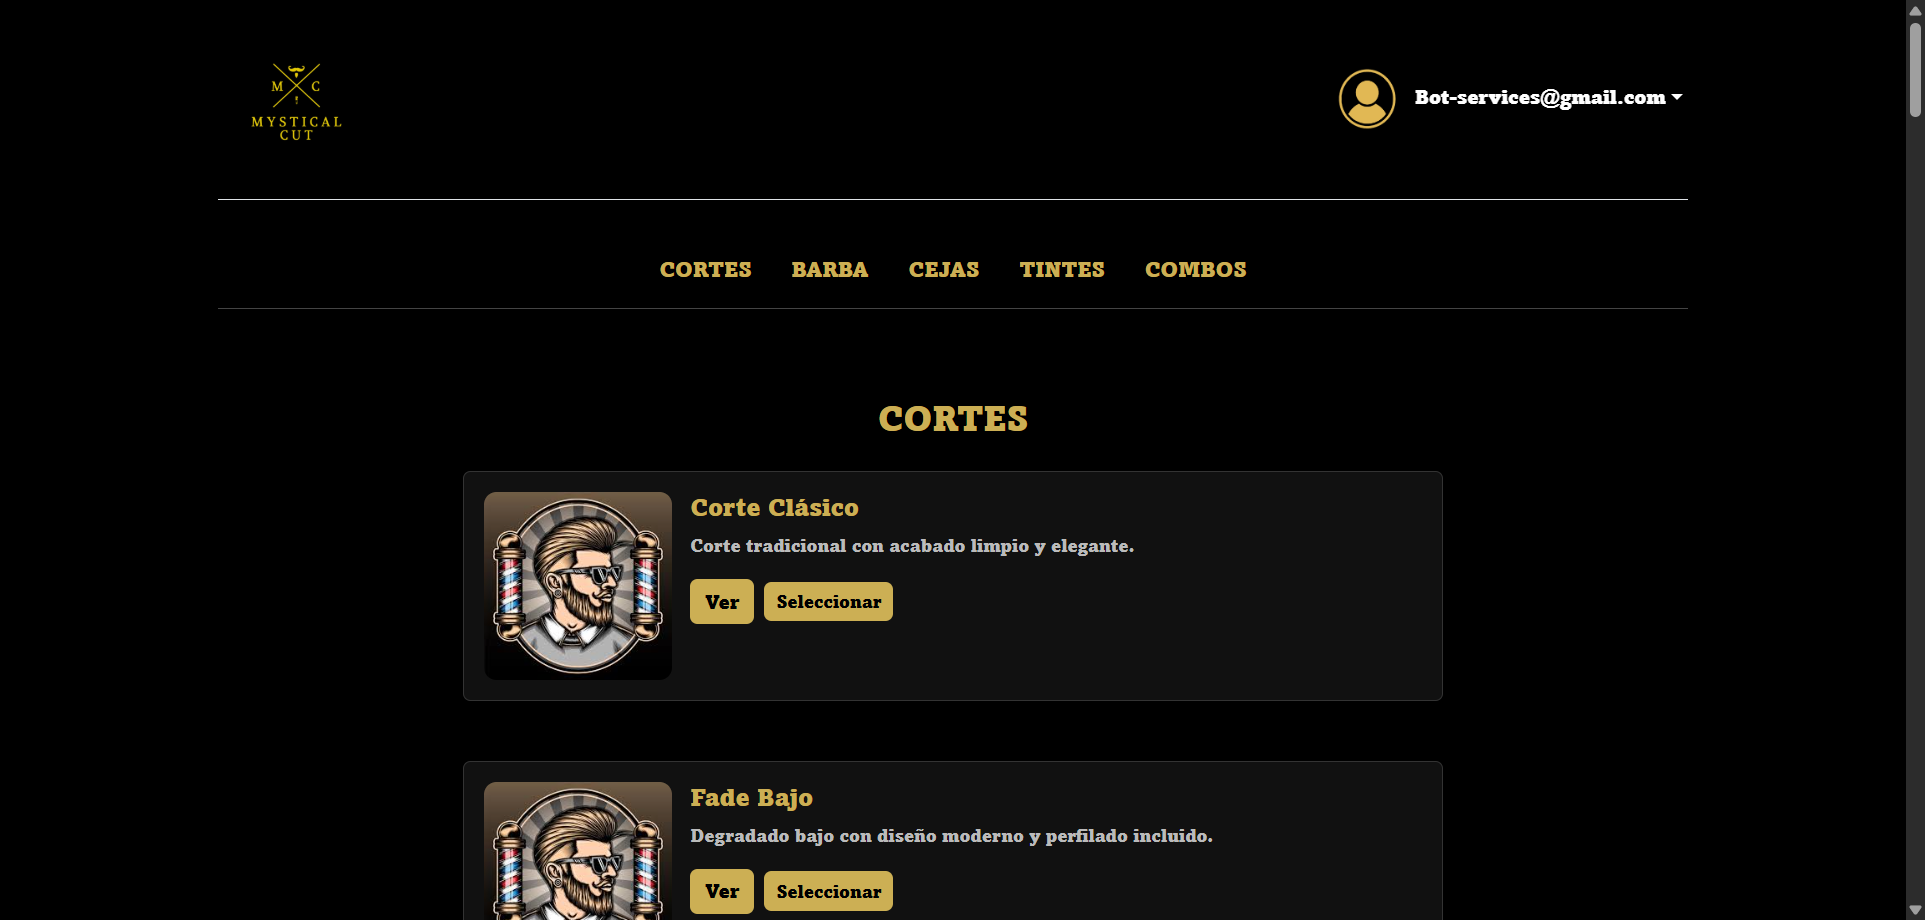 M C
MYSTICAL
CUT
Bot-services@gmail.com
CORTES BARBA CEJAS TINTES COMBOS
CORTES
Corte Clásico
Corte tradicional con acabado limpio y elegante.
Ver Seleccionar
Fade Bajo
Degradado bajo con diseño moderno y perfilado incluido.
Ver Seleccionar